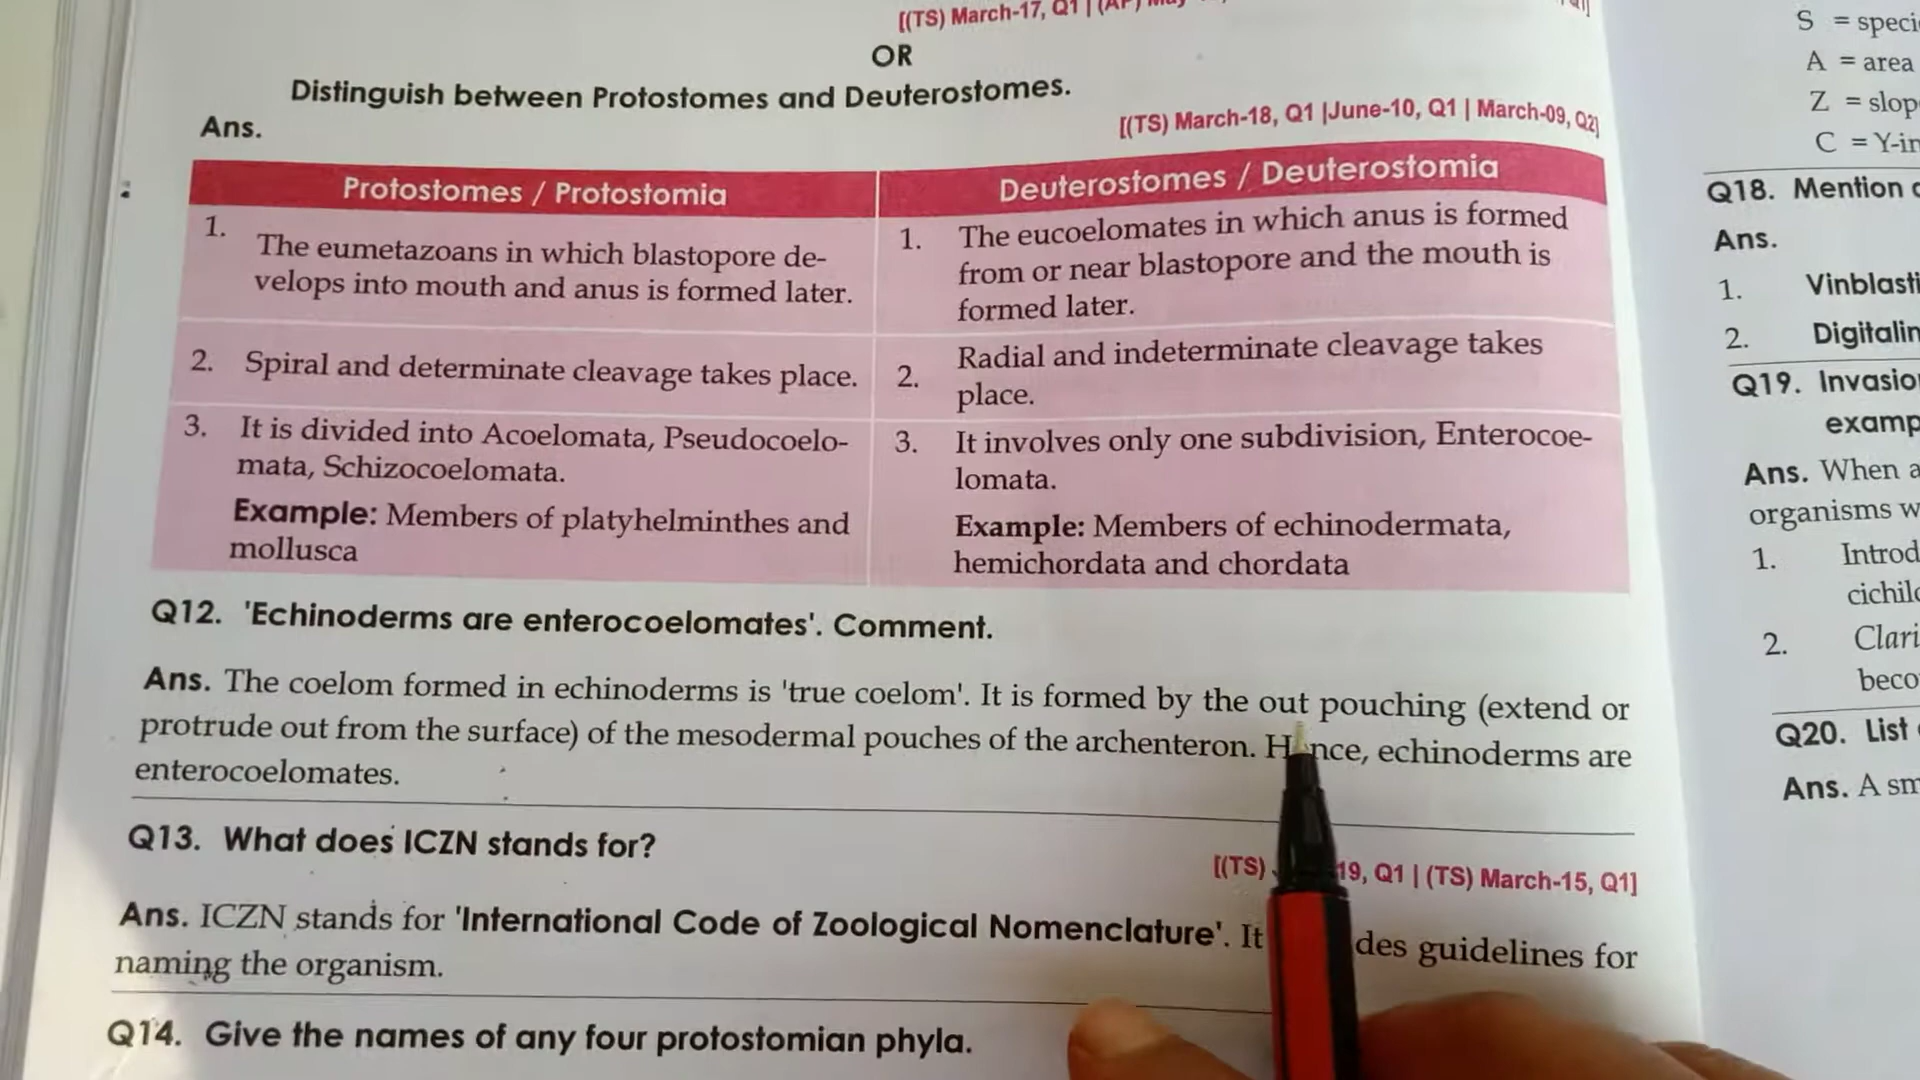 [(TS) March-17, Q1 | (AP)
OR
Distinguish between Protostomes and Deuterostomes.
[(TS) March-18, Q1 |June-10, Q1 | March-09, Q2]
Ans.
Protostomes / Protostomia
Deuterostomes / Deuterostomia
1. The eumetazoans in which blastopore de-
velops into mouth and anus is formed later.
1. The eucoelomates in which anus is formed
from or near blastopore and the mouth is
formed later.
2. Spiral and determinate cleavage takes place.
2. Radial and indeterminate cleavage takes
place.
3. It is divided into Acoelomata, Pseudocoelo-
mata, Schizocoelomata.
Example: Members of platyhelminthes and
mollusca
3. It involves only one subdivision, Enterocoe-
lomata.
Example: Members of echinodermata,
hemichordata and chordata
Q12. 'Echinoderms are enterocoelomates'. Comment.
Ans. The coelom formed in echinoderms is 'true coelom'. It is formed by the out pouching (extend or
protrude out from the surface) of the mesodermal pouches of the archenteron. Hence, echinoderms are
enterocoelomates.
Q13. What does ICZN stands for?
[(TS) 19, Q1 | (TS) March-15, Q1]
Ans. ICZN stands for 'International Code of Zoological Nomenclature'. It des guidelines for
naming the organism.
Q14. Give the names of any four protostomian phyla.
S = speci
A = area
Z = slop
C = Y-in
Q18. Mention
Ans.
1. Vinblasti
2. Digitalin
Q19. Invasio
examp
Ans. When a
organisms w
1. Introd
cichli
2. Clari
beco
Q20. List
Ans. A sm